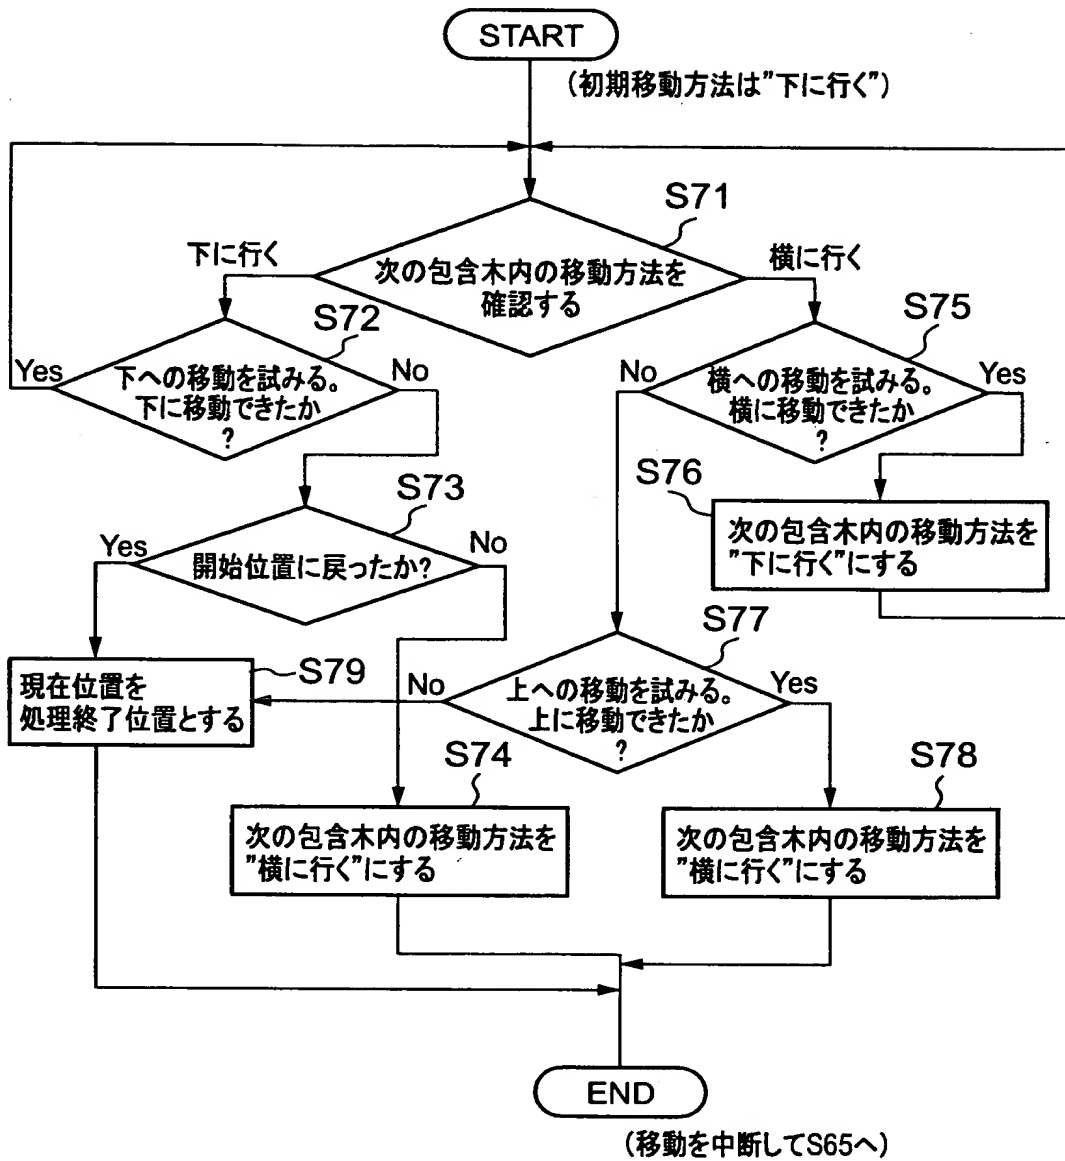 START
(初期移動方法は"下に行く")
S71
下に行く
横に行く
次の包含木内の移動方法を
確認する
S72
Yes
No
下への移動を試みる。
下に移動できたか
?
S75
No
Yes
横への移動を試みる。
横に移動できたか
?
S73
Yes
No
開始位置に戻ったか?
S76
次の包含木内の移動方法を
"下に行く"にする
S79
現在位置を
処理終了位置とする
S77
No
Yes
上への移動を試みる。
上に移動できたか
?
S74
次の包含木内の移動方法を
"横に行く"にする
S78
次の包含木内の移動方法を
"横に行く"にする
END
(移動を中断してS65へ)